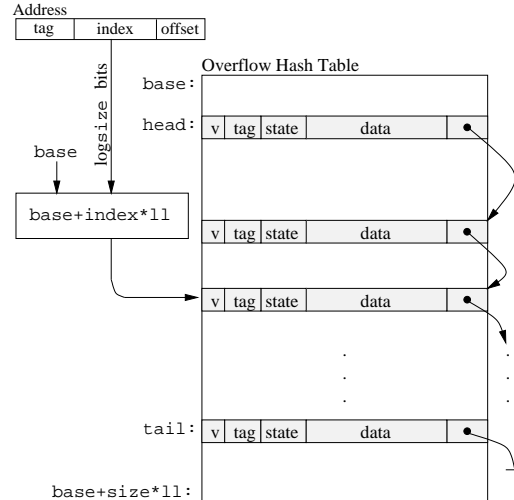 Address
tag index offset
logsize bits
Overflow Hash Table
base:
head: v tag state data
base
base+index*ll
v tag state data
v tag state data
.
.
.
.
.
.
tail: v tag state data
base+size*ll: